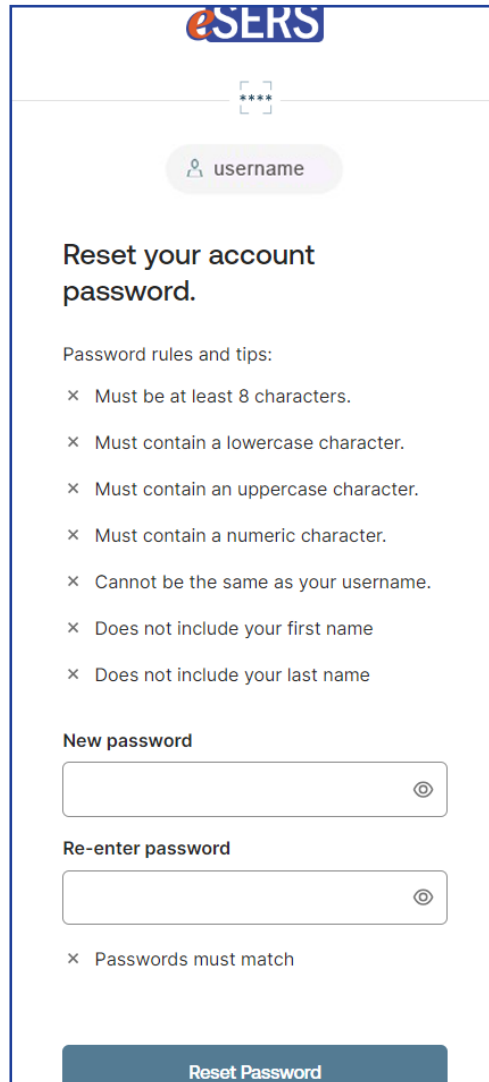 eSERS
****
username
Reset your account
password.
Password rules and tips:
× Must be at least 8 characters.
× Must contain a lowercase character.
× Must contain an uppercase character.
× Must contain a numeric character.
× Cannot be the same as your username.
× Does not include your first name
× Does not include your last name
New password
Re-enter password
× Passwords must match
Reset Password